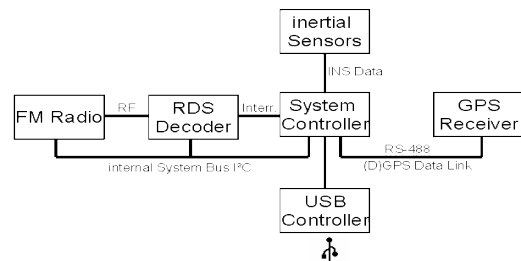 inertial
Sensors
INS Data
FM Radio
RF
RDS
Decoder
Interr.
System
Controller
GPS
Receiver
internal System Bus I²C
RS-488
(D)GPS Data Link
USB
Controller